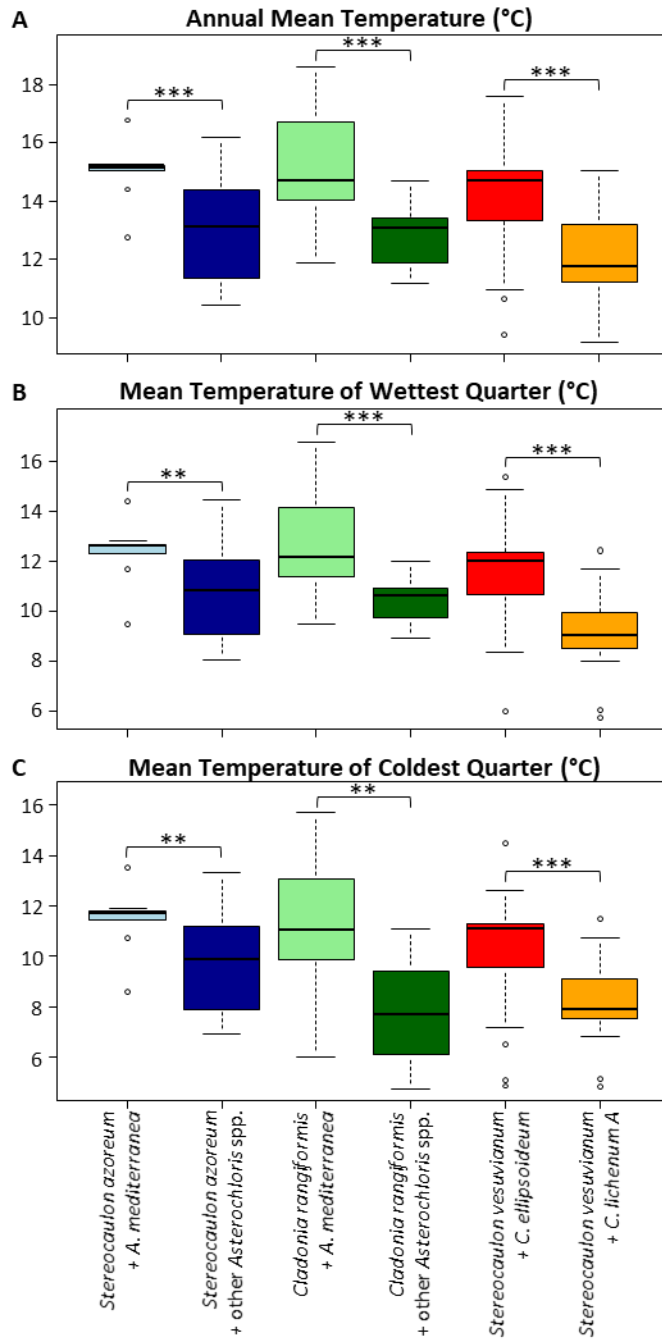 A
Annual Mean Temperature (°C)
***
***
***
18
16
14
12
10
B
Mean Temperature of Wettest Quarter (°C)
**
***
***
16
14
12
10
8
6
C
Mean Temperature of Coldest Quarter (°C)
**
**
***
16
14
12
10
8
6
Stereocaulon azoreum
+ A. mediterranea
Stereocaulon azoreum
+ other Asterochloris spp.
Cladonia rangiformis
+ A. mediterranea
Cladonia rangiformis
+ other Asterochloris spp.
Stereocaulon vesuvianum
+ C. ellipsoideum
Stereocaulon vesuvianum
+ C. lichenum A